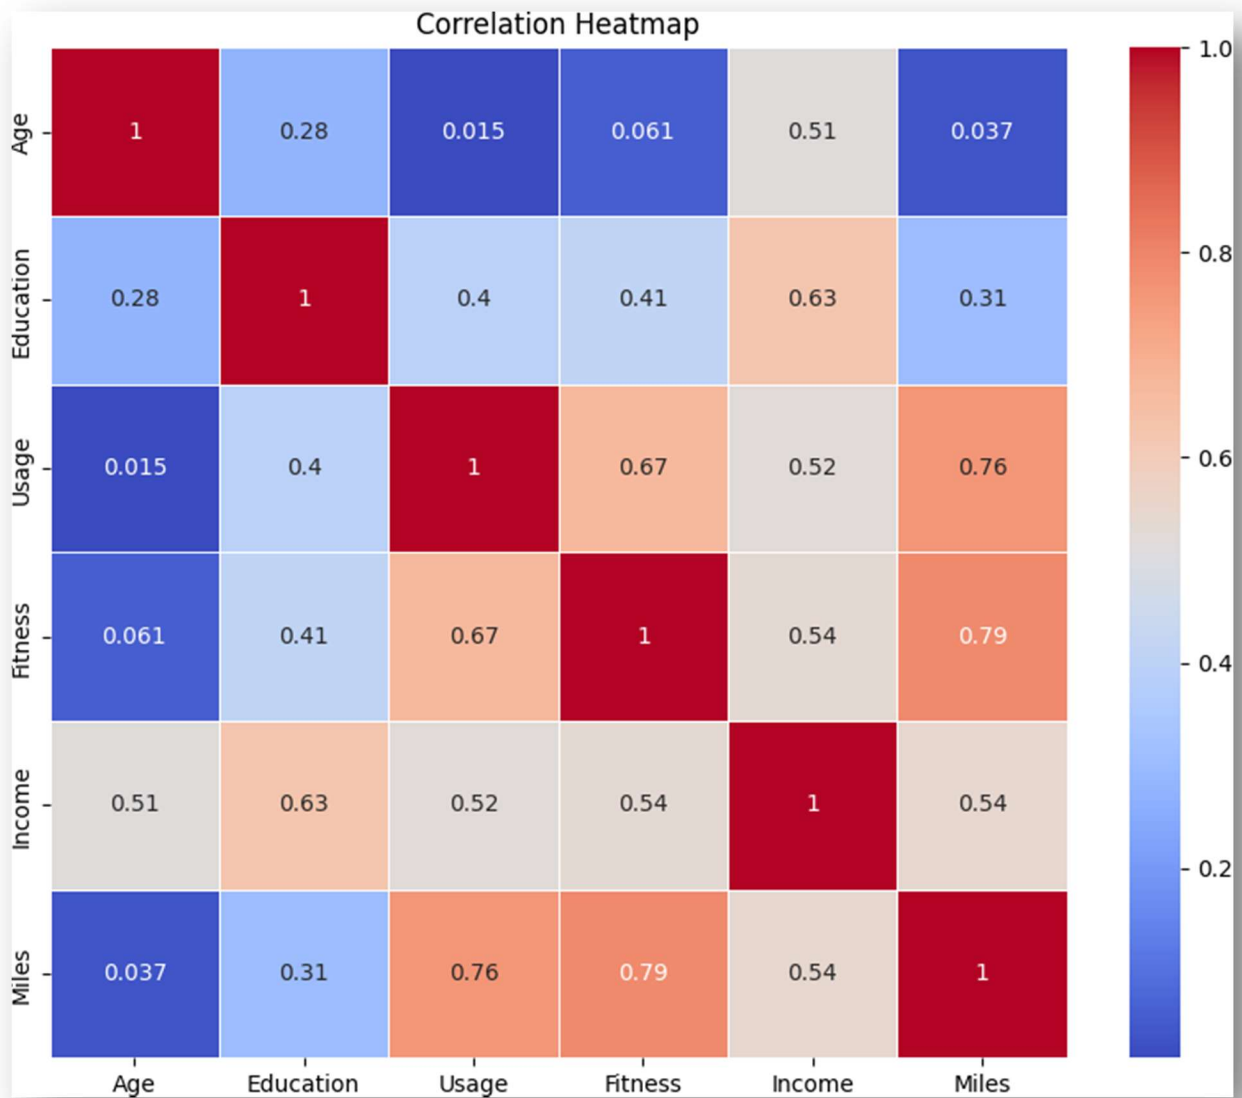 Correlation Heatmap
Age 1 0.28 0.015 0.061 0.51 0.037
Education 0.28 1 0.4 0.41 0.63 0.31
Usage 0.015 0.4 1 0.67 0.52 0.76
Fitness 0.061 0.41 0.67 1 0.54 0.79
Income 0.51 0.63 0.52 0.54 1 0.54
Miles 0.037 0.31 0.76 0.79 0.54 1
Age Education Usage Fitness Income Miles
1.0
0.8
0.6
0.4
0.2